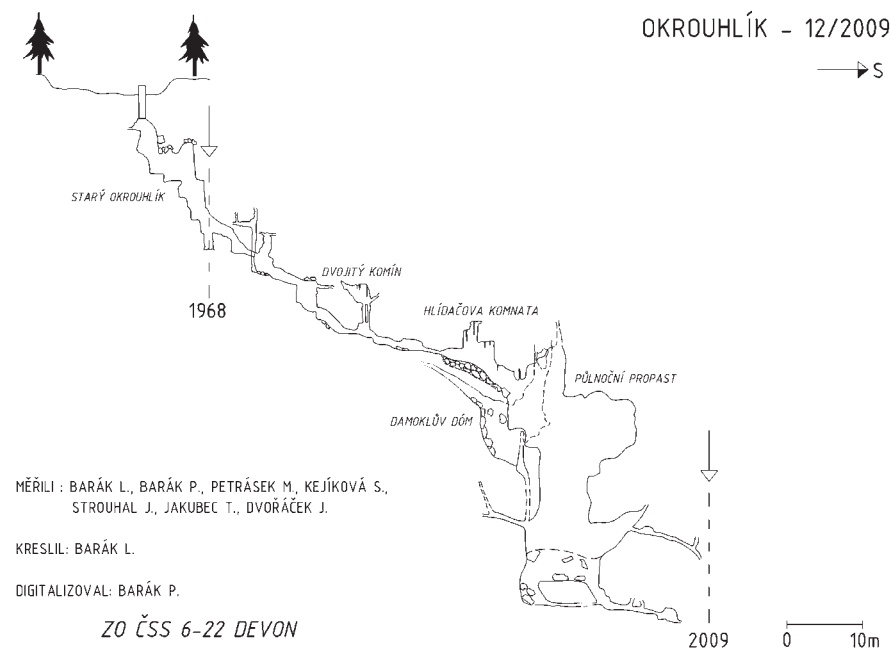 OKROUHLÍK - 12/2009
S
STARÝ OKROUHLÍK
1968
DVOJITÝ KOMÍN
HLÍDAČOVA KOMNATA
PŮLNOČNÍ PROPAST
DAMOKLŮV DÓM
MĚŘILI : BARÁK L., BARÁK P., PETRÁSEK M., KEJÍKOVÁ S.,
STROUHAL J., JAKUBEC T., DVOŘÁČEK J.
KRESLIL: BARÁK L.
DIGITALIZOVAL: BARÁK P.
ZO ČSS 6-22 DEVON
2009
0 10m